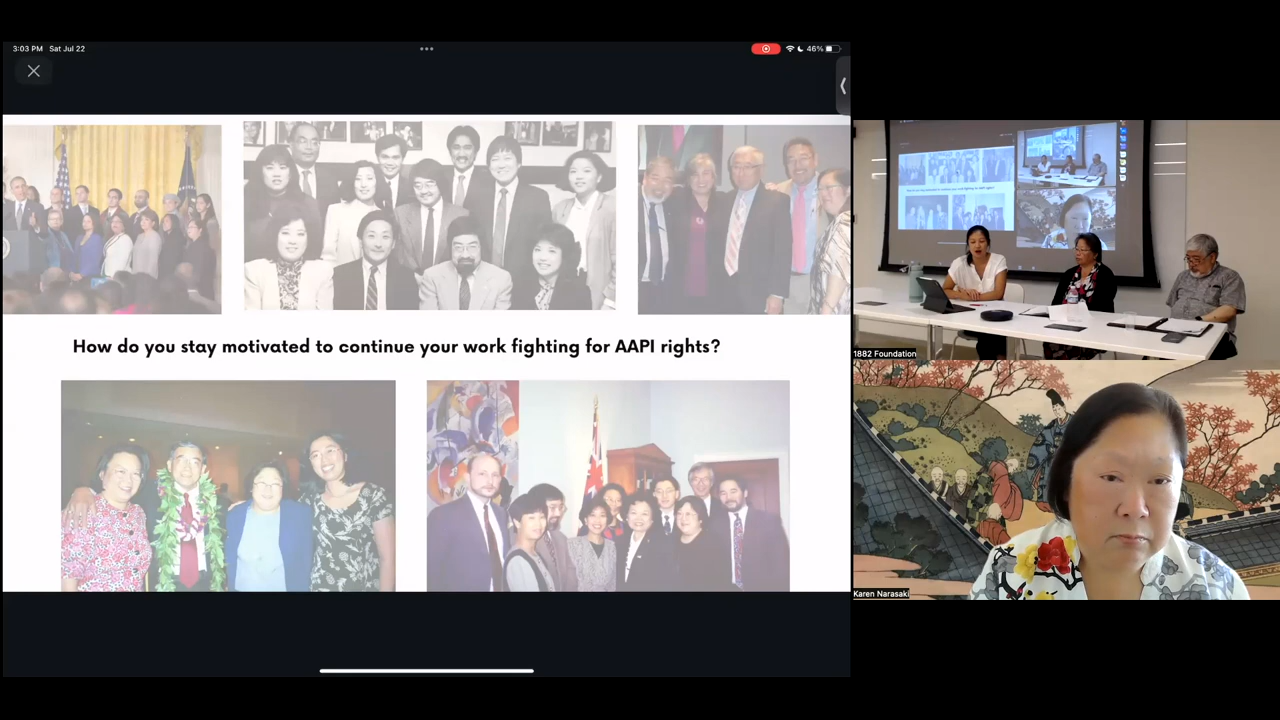 3:03 PM Sat Jul 22
46%
How do you stay motivated to continue your work fighting for AAPI rights?
1882 Foundation
Karen Narasaki